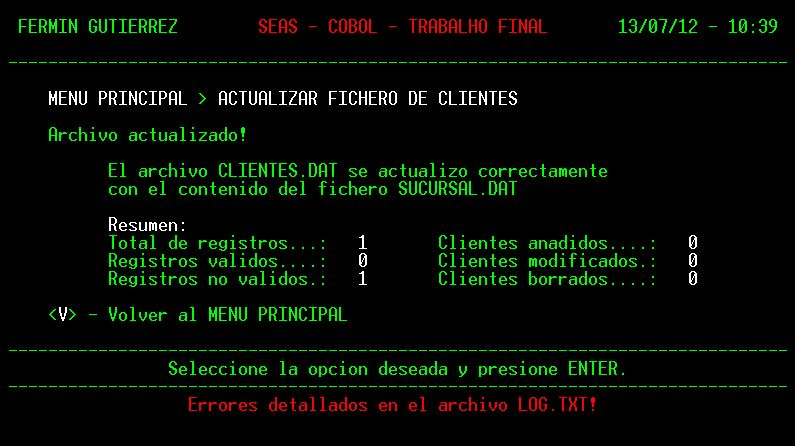 FERMIN GUTIERREZ SEAS - COBOL - TRABALHO FINAL 13/07/12 - 10:39
MENU PRINCIPAL > ACTUALIZAR FICHERO DE CLIENTES
Archivo actualizado!
El archivo CLIENTES.DAT se actualizo correctamente
con el contenido del fichero SUCURSAL.DAT
Resumen:
Total de registros...: 1 Clientes anadidos....: 0
Registros validos....: 0 Clientes modificados.: 0
Registros no validos.: 1 Clientes borrados....: 0
<V> - Volver al MENU PRINCIPAL
Seleccione la opcion deseada y presione ENTER.
Errores detallados en el archivo LOG.TXT!